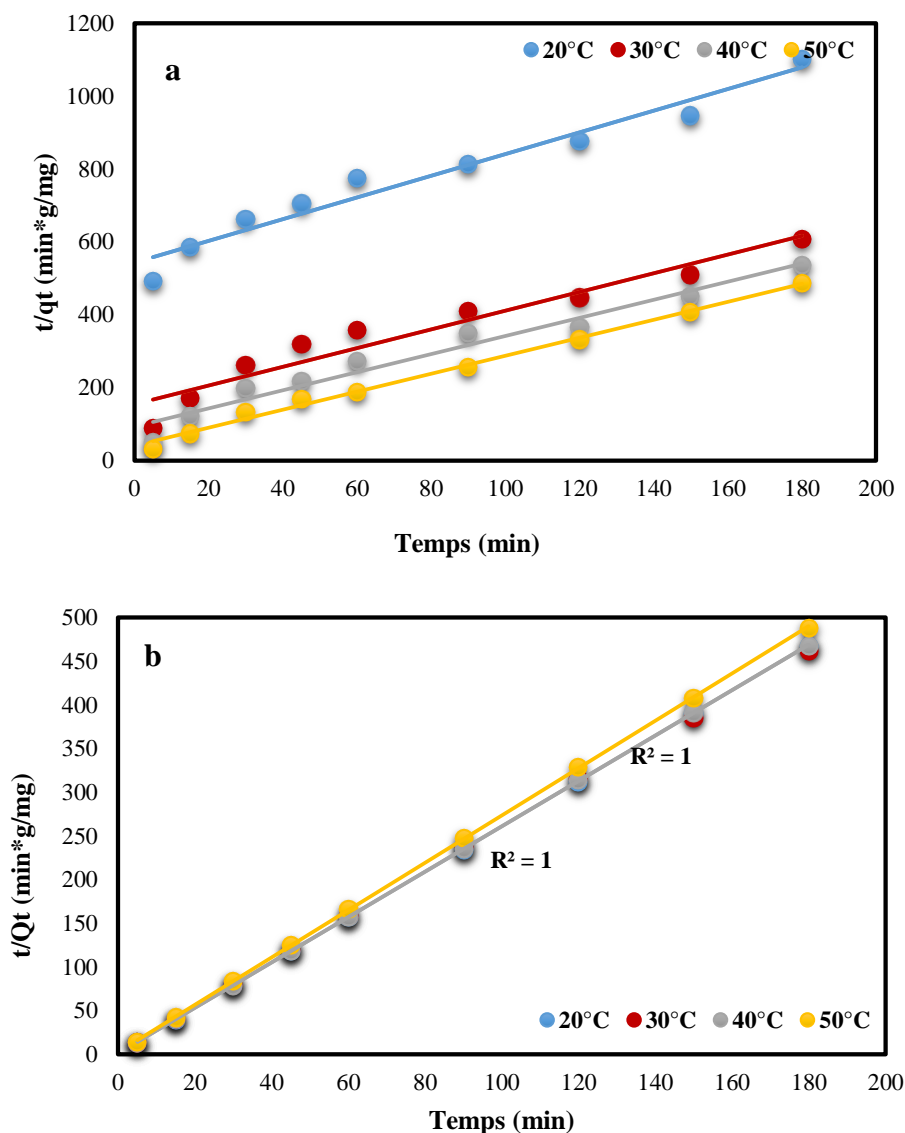 1200
20°C 30°C 40°C 50°C
a
1000
800
600
400
200
0
t/qt (min*g/mg)
0 20 40 60 80 100 120 140 160 180 200
Temps (min)
500
b
450
400
350
300
250
200
150
100
50
0
t/Qt (min*g/mg)
R² = 1
R² = 1
20°C 30°C 40°C 50°C
0 20 40 60 80 100 120 140 160 180 200
Temps (min)